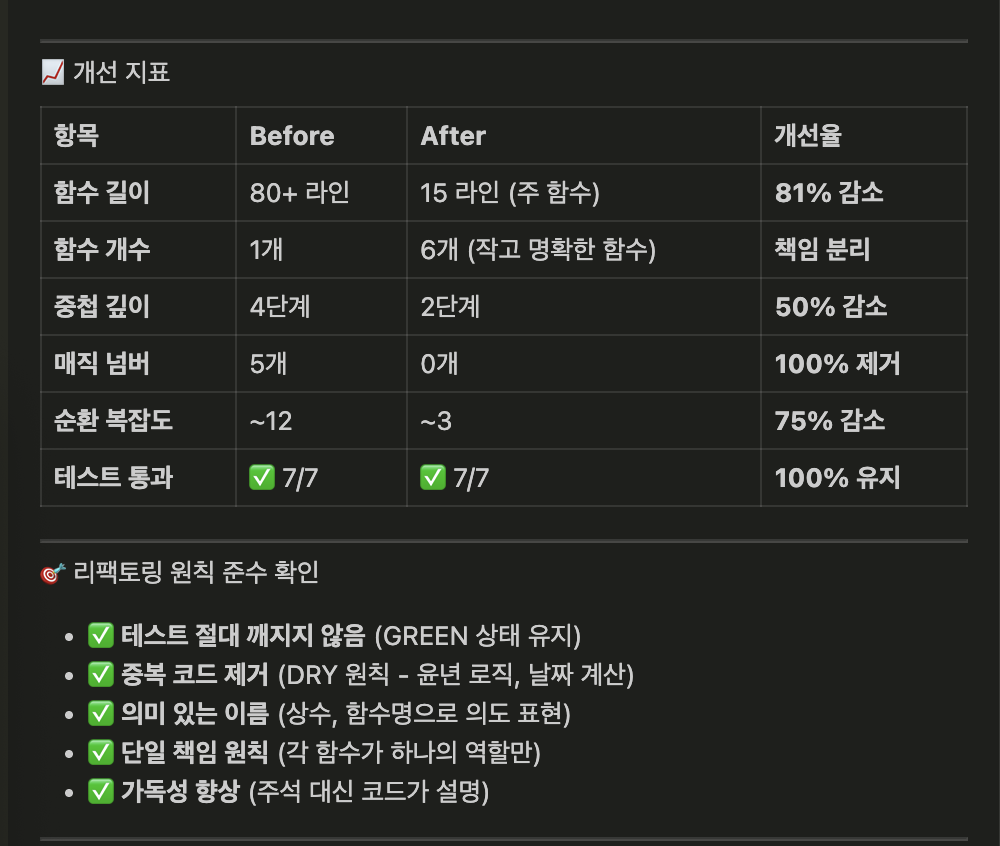 📈 개선 지표
항목 Before After 개선율
함수 길이 80+ 라인 15 라인 (주 함수) 81% 감소
함수 개수 1개 6개 (작고 명확한 함수) 책임 분리
중첩 깊이 4단계 2단계 50% 감소
매직 넘버 5개 0개 100% 제거
순환 복잡도 ~12 ~3 75% 감소
테스트 통과 ✅ 7/7 ✅ 7/7 100% 유지
🎯 리팩토링 원칙 준수 확인
• ✅ 테스트 절대 깨지지 않음 (GREEN 상태 유지)
• ✅ 중복 코드 제거 (DRY 원칙 - 윤년 로직, 날짜 계산)
• ✅ 의미 있는 이름 (상수, 함수명으로 의도 표현)
• ✅ 단일 책임 원칙 (각 함수가 하나의 역할만)
• ✅ 가독성 향상 (주석 대신 코드가 설명)